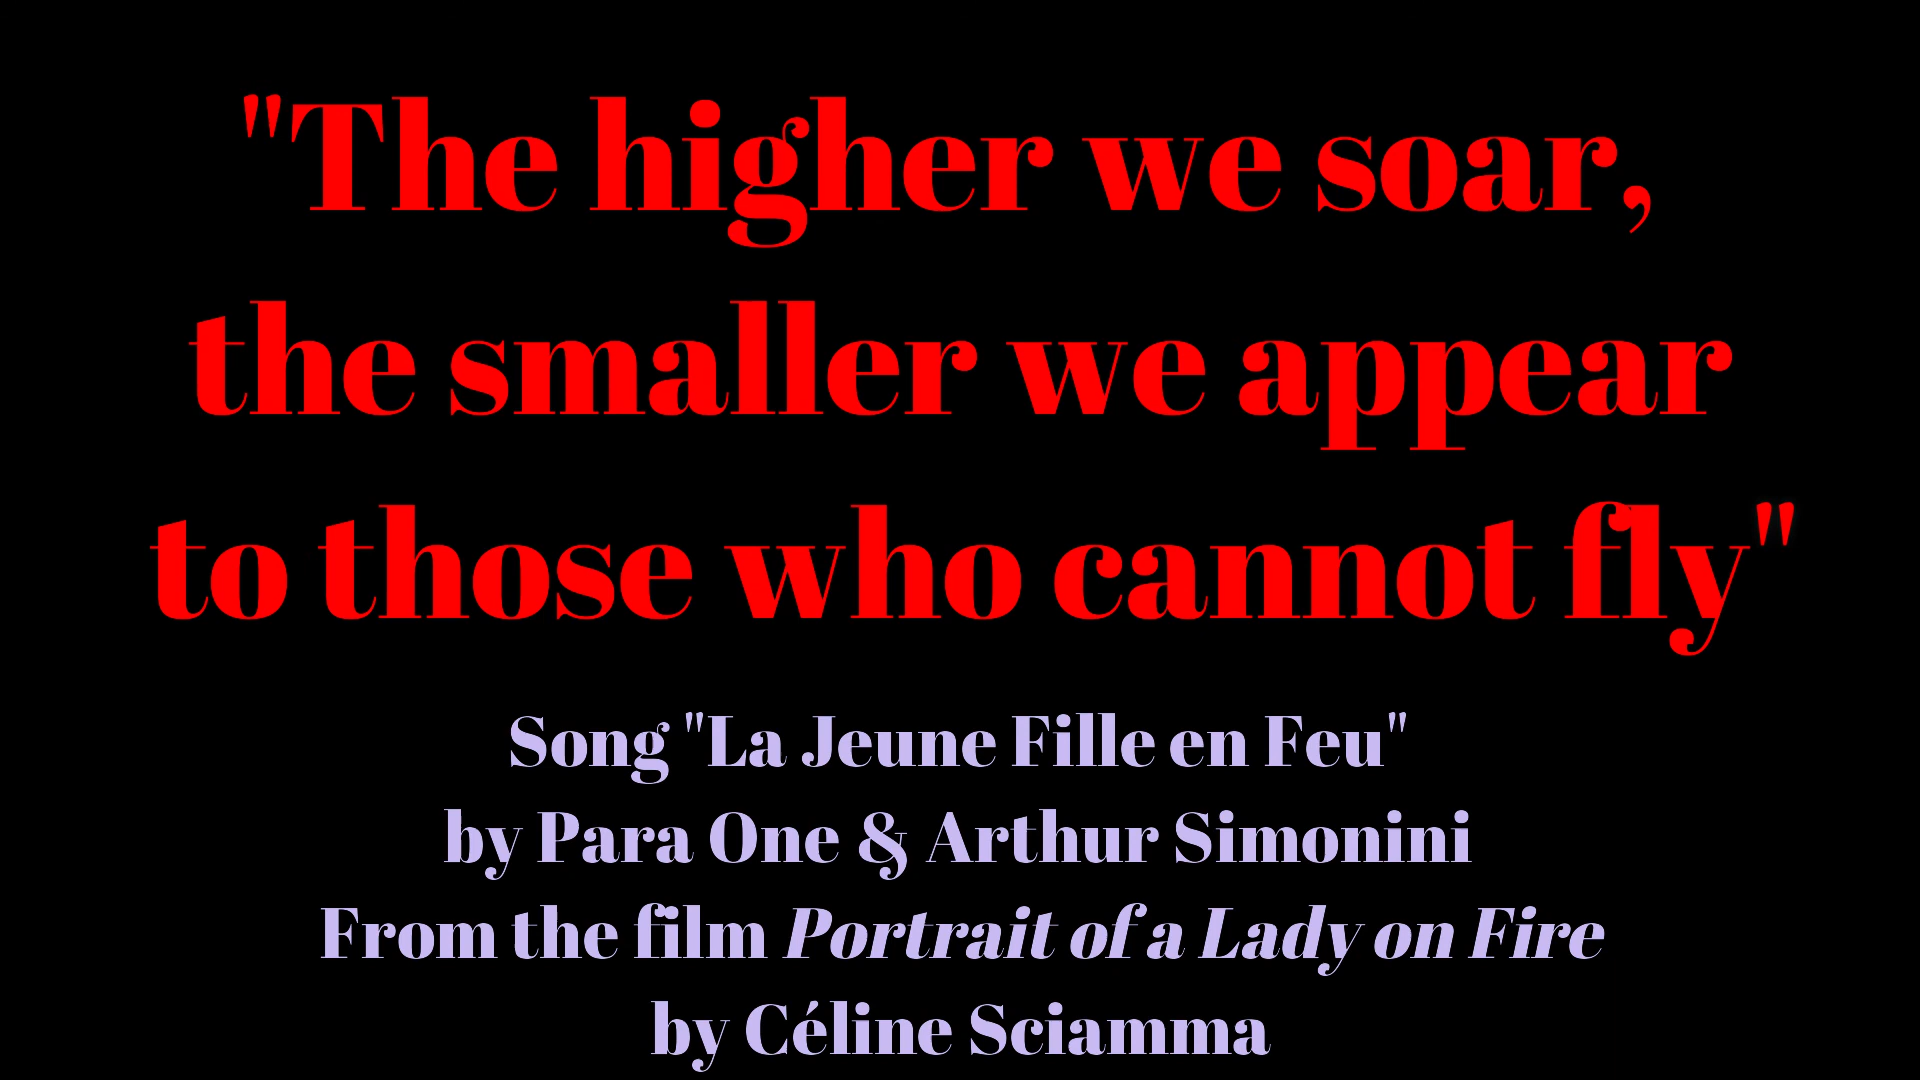 "The higher we soar,
the smaller we appear
to those who cannot fly"
Song "La Jeune Fille en Feu"
by Para One & Arthur Simonini
From the film Portrait of a Lady on Fire
by Céline Sciamma